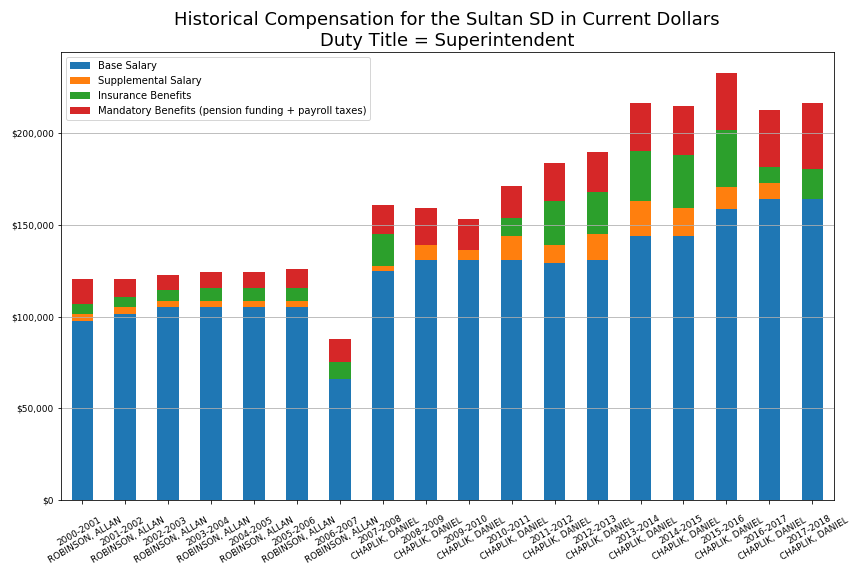 Historical Compensation for the Sultan SD in Current Dollars
Duty Title = Superintendent
Base Salary
Supplemental Salary
Insurance Benefits
Mandatory Benefits (pension funding + payroll taxes)
$200,000
$150,000
$100,000
$50,000
$0
2000-2001
ROBINSON, ALLAN
2001-2002
ROBINSON, ALLAN
2002-2003
ROBINSON, ALLAN
2003-2004
ROBINSON, ALLAN
2004-2005
ROBINSON, ALLAN
2005-2006
ROBINSON, ALLAN
2006-2007
ROBINSON, ALLAN
2007-2008
CHAPLIK, DANIEL
2008-2009
CHAPLIK, DANIEL
2009-2010
CHAPLIK, DANIEL
2010-2011
CHAPLIK, DANIEL
2011-2012
CHAPLIK, DANIEL
2012-2013
CHAPLIK, DANIEL
2013-2014
CHAPLIK, DANIEL
2014-2015
CHAPLIK, DANIEL
2015-2016
CHAPLIK, DANIEL
2016-2017
CHAPLIK, DANIEL
2017-2018
CHAPLIK, DANIEL